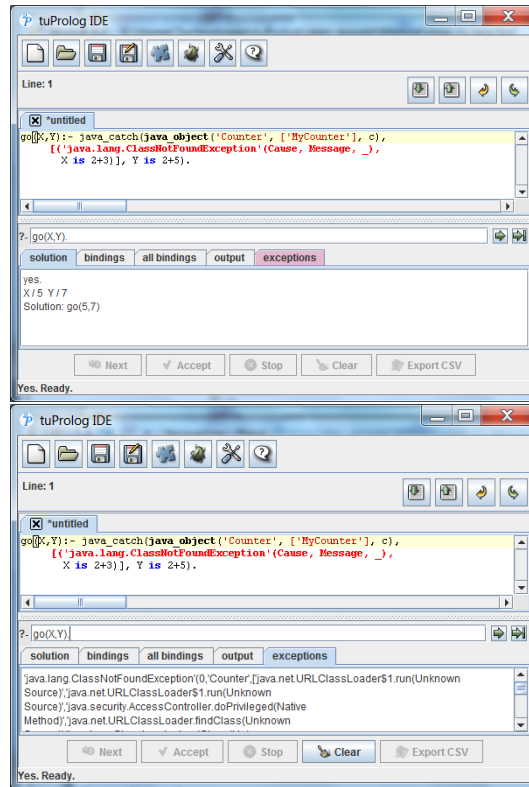 tuProlog IDE
Line: 1
*untitled
go(X,Y):- java_catch(java_object('Counter', ['MyCounter'], c),
[('java.lang.ClassNotFoundException'(Cause, Message, _),
X is 2+3)], Y is 2+5).
?- go(X,Y).
solution bindings all bindings output exceptions
yes.
X / 5 Y / 7
Solution: go(5,7)
Next Accept Stop Clear Export CSV
Yes. Ready.
tuProlog IDE
Line: 1
*untitled
go(X,Y):- java_catch(java_object('Counter', ['MyCounter'], c),
[('java.lang.ClassNotFoundException'(Cause, Message, _),
X is 2+3)], Y is 2+5).
?- go(X,Y).
solution bindings all bindings output exceptions
'java.lang.ClassNotFoundException'(0,'Counter',['java.net.URLClassLoader$1.run(Unknown
Source)','java.net.URLClassLoader$1.run(Unknown
Source)','java.security.AccessController.doPrivileged(Native
Method)','java.net.URLClassLoader.findClass(Unknown
Next Accept Stop Clear Export CSV
Yes. Ready.